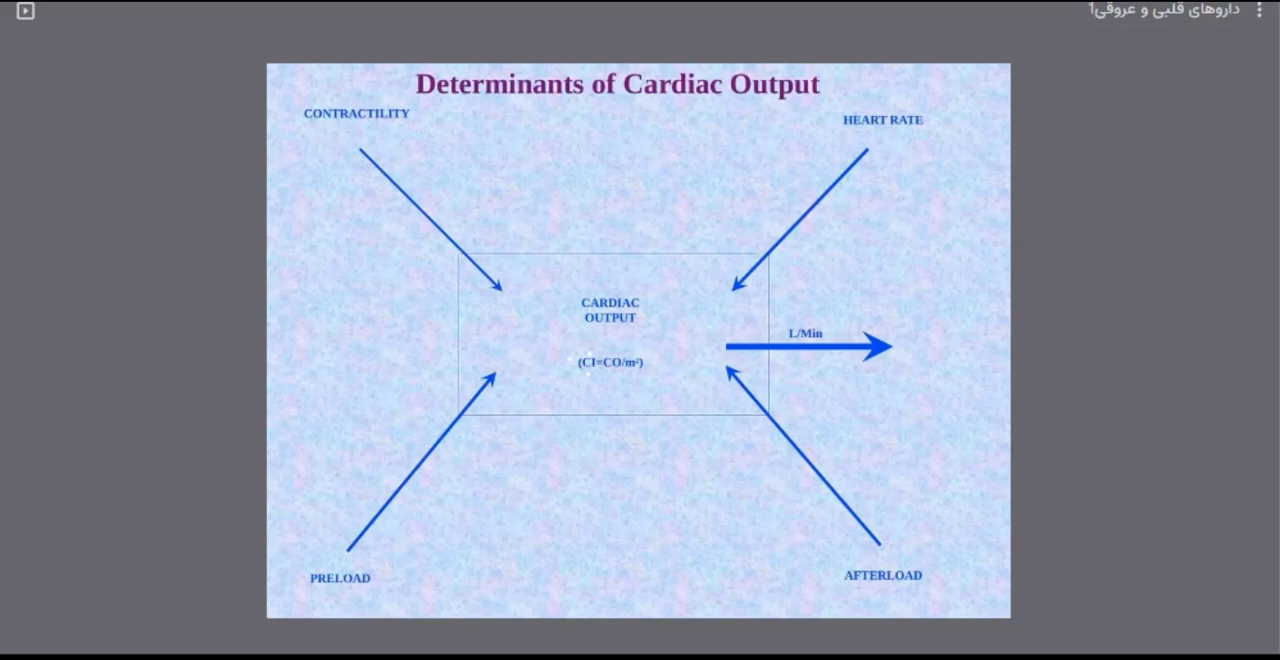 داروهای قلبی و عروقی1
Determinants of Cardiac Output
CONTRACTILITY
HEART RATE
CARDIAC
OUTPUT
L/Min
(CI=CO/m²)
PRELOAD
AFTERLOAD